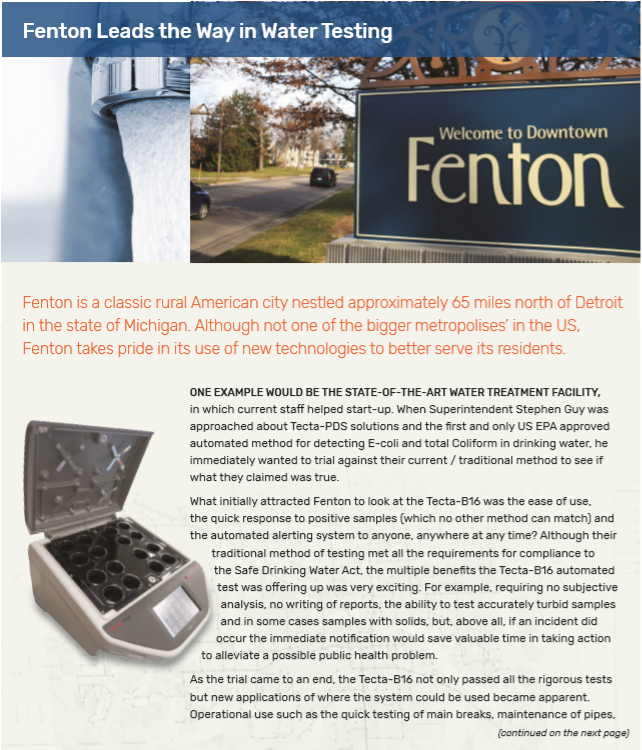 Fenton Leads the Way in Water Testing
Welcome to Downtown
Fenton
Fenton is a classic rural American city nestled approximately 65 miles north of Detroit
in the state of Michigan. Although not one of the bigger metropolises’ in the US,
Fenton takes pride in its use of new technologies to better serve its residents.
ONE EXAMPLE WOULD BE THE STATE-OF-THE-ART WATER TREATMENT FACILITY,
in which current staff helped start-up. When Superintendent Stephen Guy was
approached about Tecta-PDS solutions and the first and only US EPA approved
automated method for detecting E-coli and total Coliform in drinking water, he
immediately wanted to trial against their current / traditional method to see if
what they claimed was true.
What initially attracted Fenton to look at the Tecta-B16 was the ease of use,
the quick response to positive samples (which no other method can match) and
the automated alerting system to anyone, anywhere at any time? Although their
traditional method of testing met all the requirements for compliance to
the Safe Drinking Water Act, the multiple benefits the Tecta-B16 automated
test was offering up was very exciting. For example, requiring no subjective
analysis, no writing of reports, the ability to test accurately turbid samples
and in some cases samples with solids, but, above all, if an incident did
occur the immediate notification would save valuable time in taking action
to alleviate a possible public health problem.
As the trial came to an end, the Tecta-B16 not only passed all the rigorous tests
but new applications of where the system could be used became apparent.
Operational use such as the quick testing of main breaks, maintenance of pipes,
(continued on the next page)